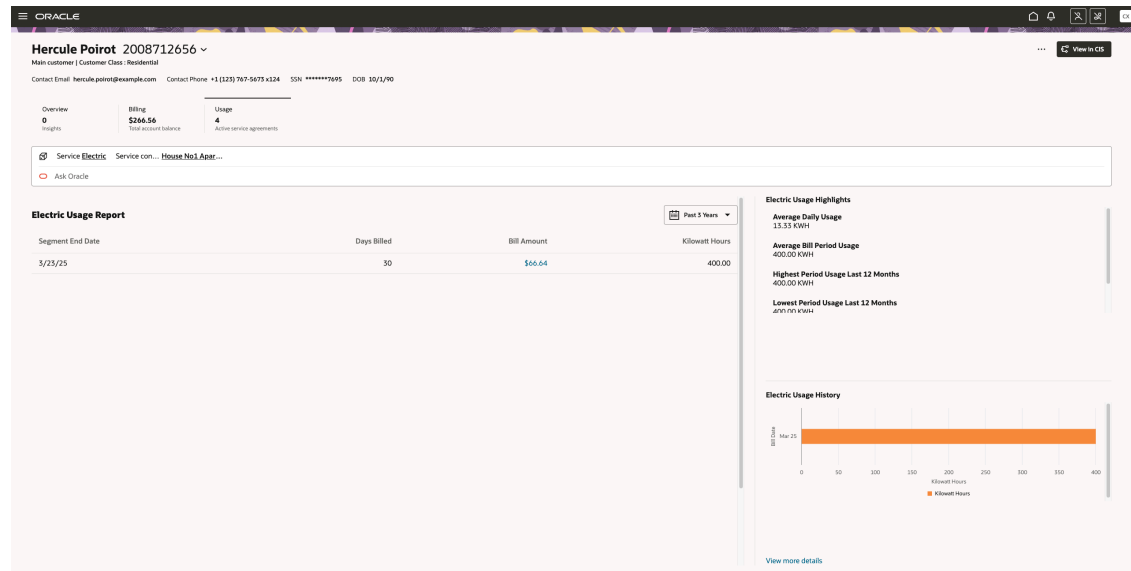 ORACLE
CX
Hercule Poirot 2008712656
Main customer | Customer Class : Residential
... View in CIS
Contact Email hercule.poirot@example.com Contact Phone +1 (123) 767-5673 x124 SSN *******7695 DOB 10/1/90
Overview Billing Usage
0 $266.56 4
Insights Total account balance Active service agreements
Service Electric Service con... House No1 Apar...
Ask Oracle
Electric Usage Report
Past 3 Years
Segment End Date Days Billed Bill Amount Kilowatt Hours
3/23/25 30 $66.64 400.00
Electric Usage Highlights
Average Daily Usage
13.33 KWH
Average Bill Period Usage
400.00 KWH
Highest Period Usage Last 12 Months
400.00 KWH
Lowest Period Usage Last 12 Months
400.00 KWH
Electric Usage History
Bill Date
Mar 25
0 50 100 150 200 250 300 350 400
Kilowatt Hours
Kilowatt Hours
View more details